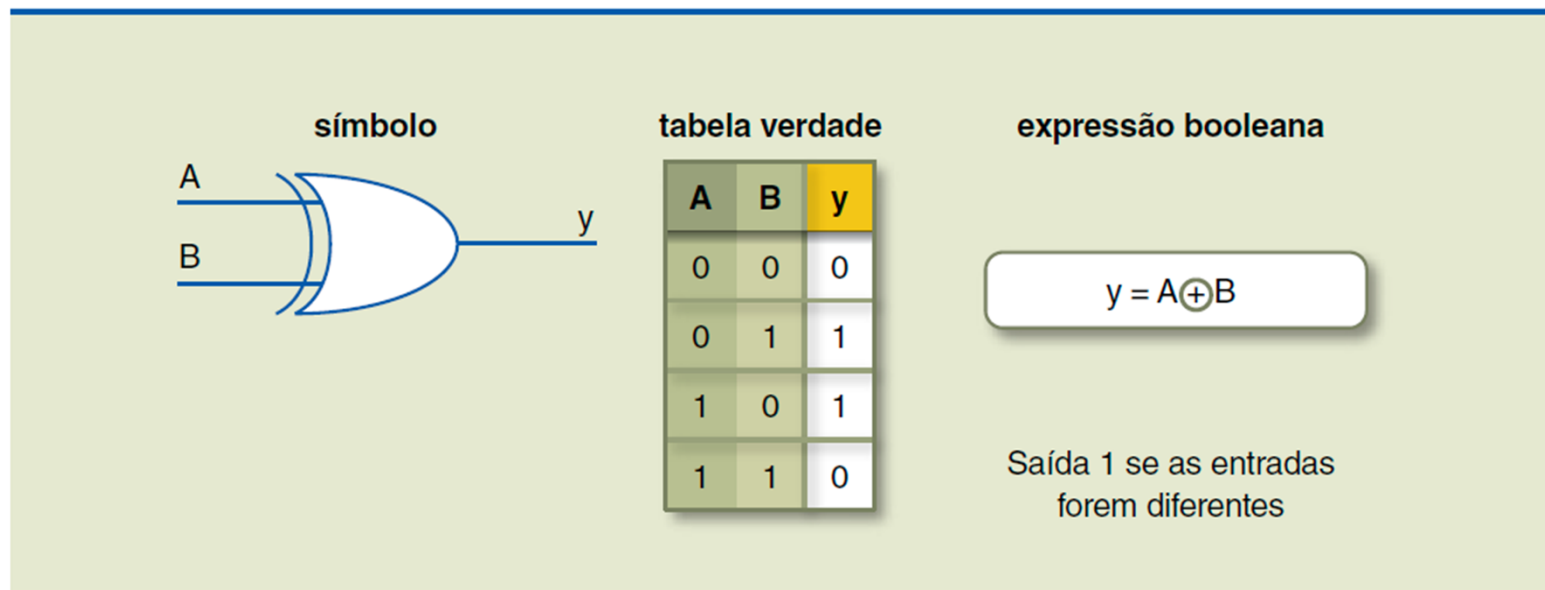 símbolo
A
B
y
tabela verdade
A B y
0 0 0
0 1 1
1 0 1
1 1 0
expressão booleana
y = A⊕B
Saída 1 se as entradas
forem diferentes